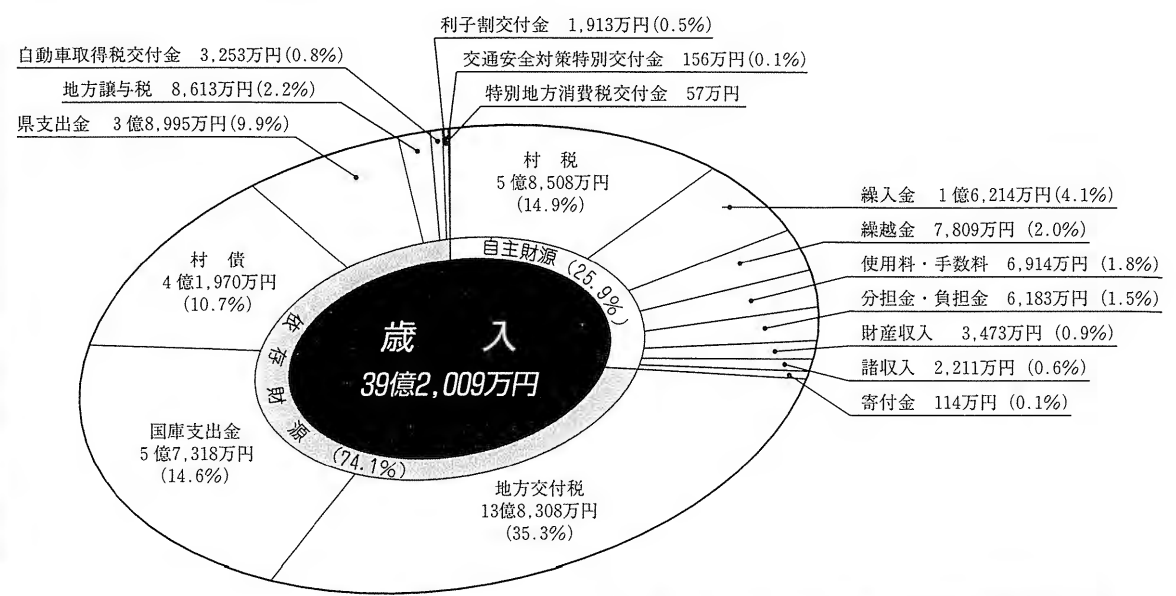 利子割交付金 1,913万円(0.5%)
自動車取得税交付金 3,253万円(0.8%)
交通安全対策特別交付金 156万円(0.1%)
地方譲与税 8,613万円(2.2%)
特別地方消費税交付金 57万円
県支出金 3億8,995万円(9.9%)
村税
5億8,508万円
(14.9%)
繰入金 1億6,214万円(4.1%)
繰越金 7,809万円(2.0%)
使用料・手数料 6,914万円(1.8%)
分担金・負担金 6,183万円(1.5%)
財産収入 3,473万円(0.9%)
諸収入 2,211万円(0.6%)
寄付金 114万円(0.1%)
村債
4億1,970万円
(10.7%)
自主財源(25.9%)
歳入
39億2,009万円
依存財源(74.1%)
国庫支出金
5億7,318万円
(14.6%)
地方交付税
13億8,308万円
(35.3%)